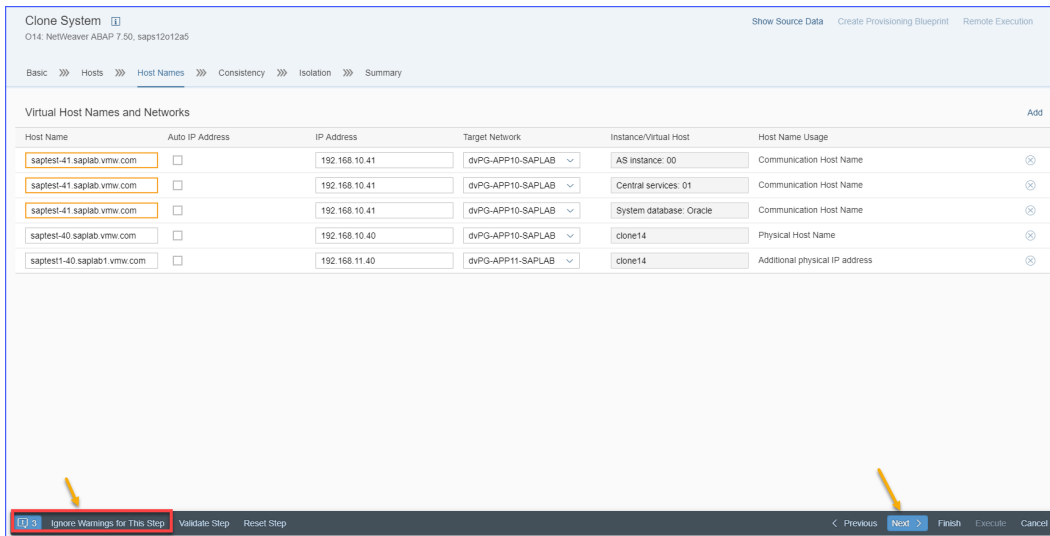 Clone System
Show Source Data Create Provisioning Blueprint Remote Execution
O14: NetWeaver ABAP 7.50, saps12o12a5
Basic Hosts Host Names Consistency Isolation Summary
Virtual Host Names and Networks Add
Host Name Auto IP Address IP Address Target Network Instance/Virtual Host Host Name Usage
saptest-41.saplab.vmw.com 192.168.10.41 dvPG-APP10-SAPLAB AS instance: 00 Communication Host Name
saptest-41.saplab.vmw.com 192.168.10.41 dvPG-APP10-SAPLAB Central services: 01 Communication Host Name
saptest-41.saplab.vmw.com 192.168.10.41 dvPG-APP10-SAPLAB System database: Oracle Communication Host Name
saptest-40.saplab.vmw.com 192.168.10.40 dvPG-APP10-SAPLAB clone14 Physical Host Name
saptest1-40.saplab1.vmw.com 192.168.11.40 dvPG-APP11-SAPLAB clone14 Additional physical IP address
3 Ignore Warnings for This Step Validate Step Reset Step < Previous Next > Finish Execute Cancel